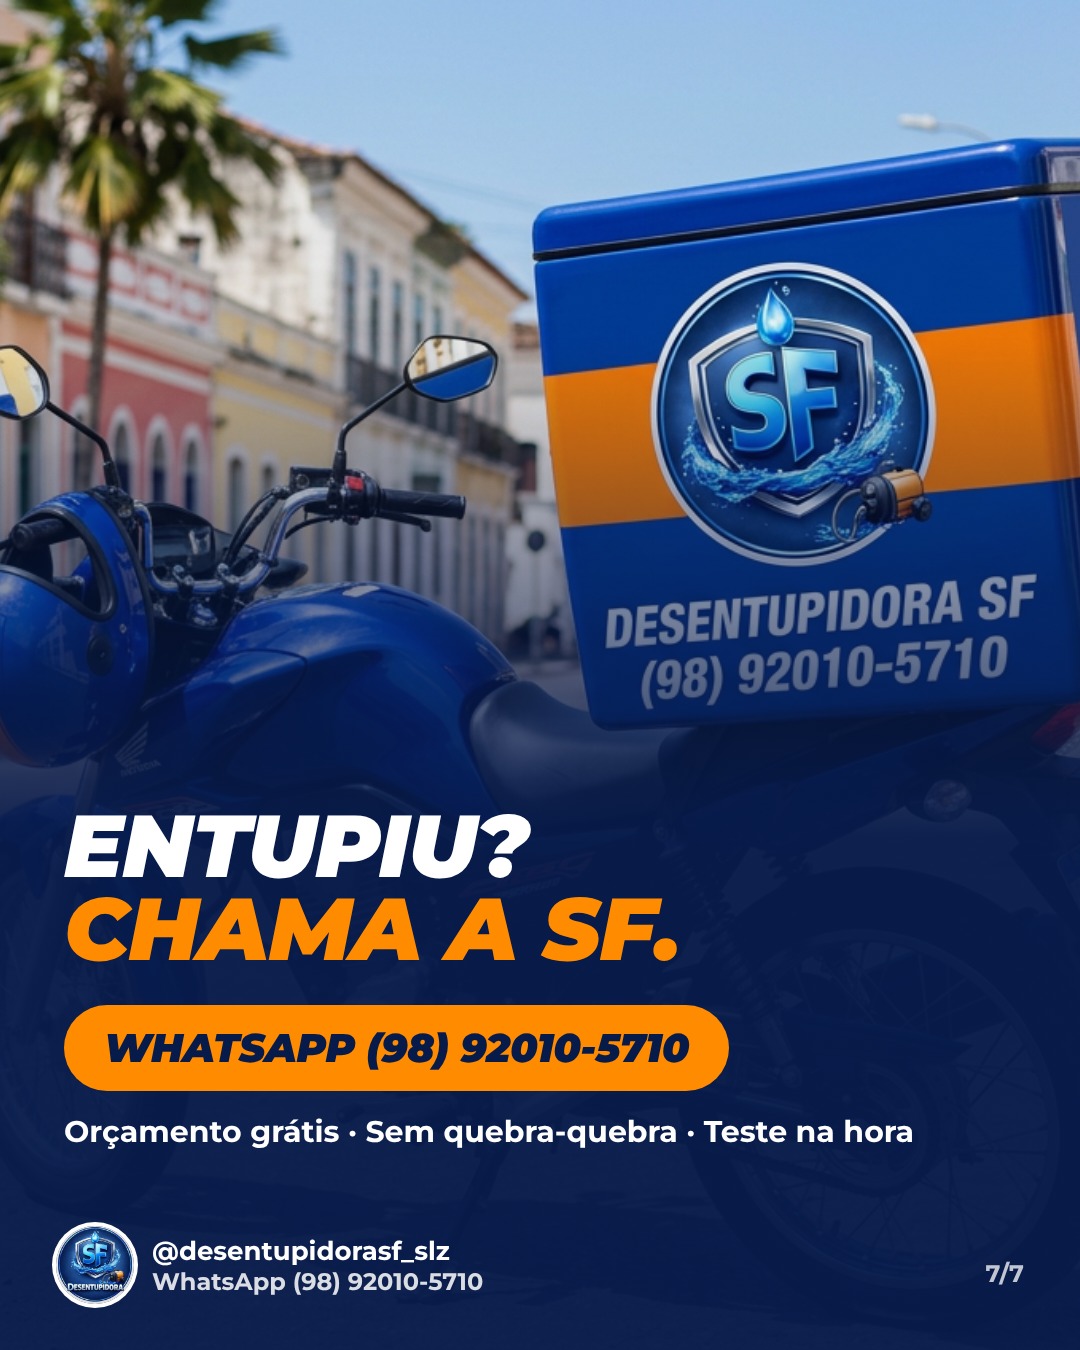 SF
DESENTUPIDORA SF
(98) 92010-5710
ENTUPIU?
CHAMA A SF.
WHATSAPP (98) 92010-5710
Orçamento grátis · Sem quebra-quebra · Teste na hora
SF
DESENTUPIDORA
@desentupidorasf_slz
WhatsApp (98) 92010-5710
7/7